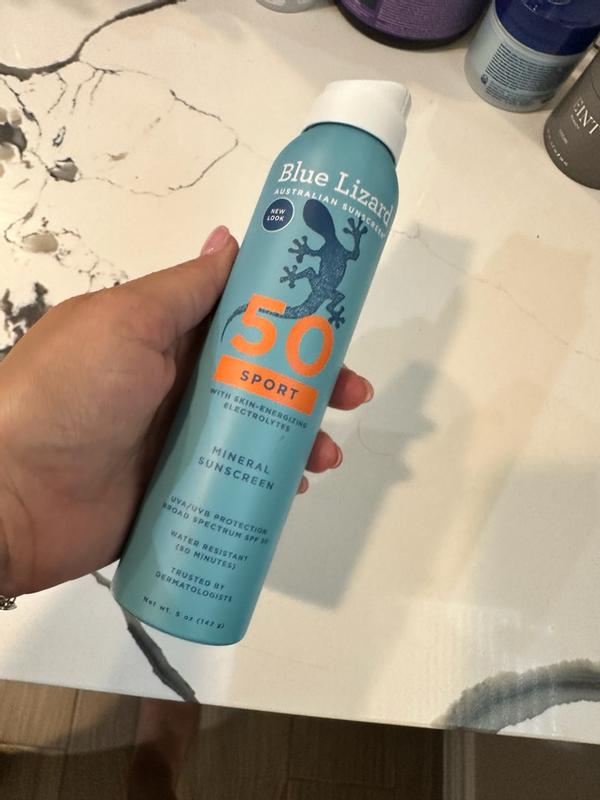 Blue Lizard
AUSTRALIAN SUNSCREEN
NEW
LOOK
50
SPORT
WITH SKIN-ENERGIZING
ELECTROLYTES
MINERAL
SUNSCREEN
UVA/UVB PROTECTION
BROAD SPECTRUM SPF 50
WATER RESISTANT
(80 MINUTES)
TRUSTED BY
DERMATOLOGISTS
Net wt. 5 oz (142 g)